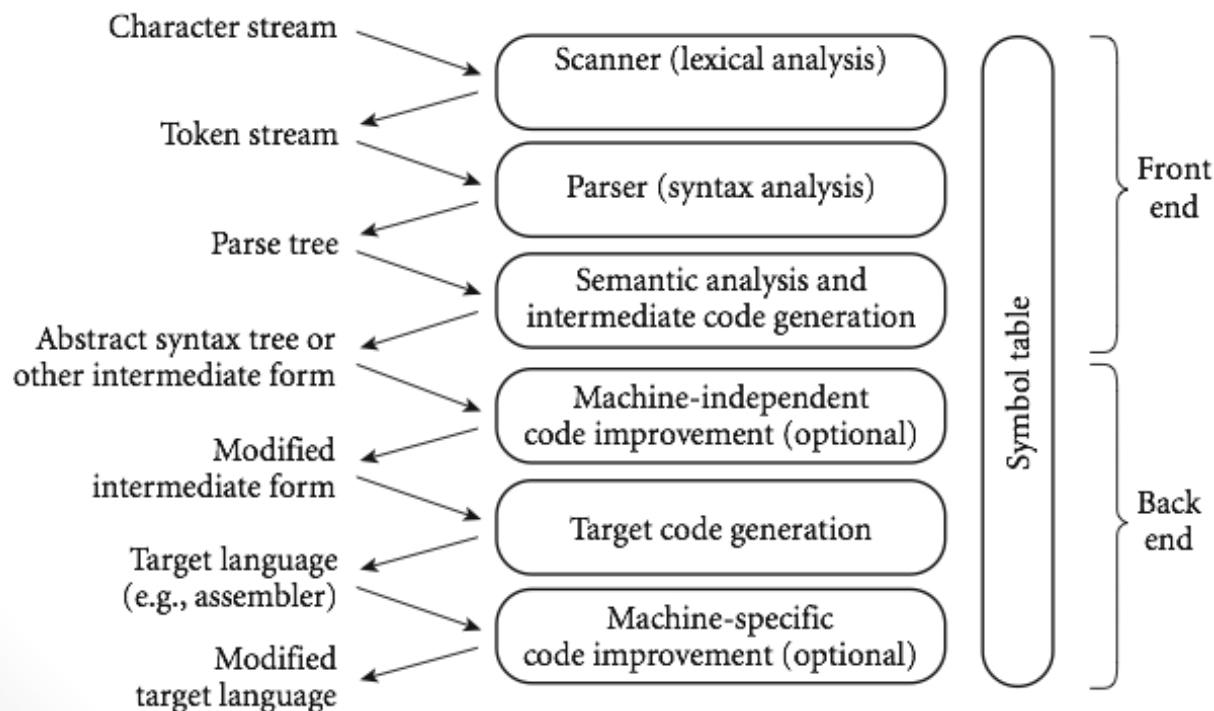 Character stream
Scanner (lexical analysis)
Token stream
Parser (syntax analysis)
Parse tree
Semantic analysis and
intermediate code generation
Abstract syntax tree or
other intermediate form
Machine-independent
code improvement (optional)
Modified
intermediate form
Target code generation
Target language
(e.g., assembler)
Machine-specific
code improvement (optional)
Modified
target language
Symbol table
Front
end
Back
end